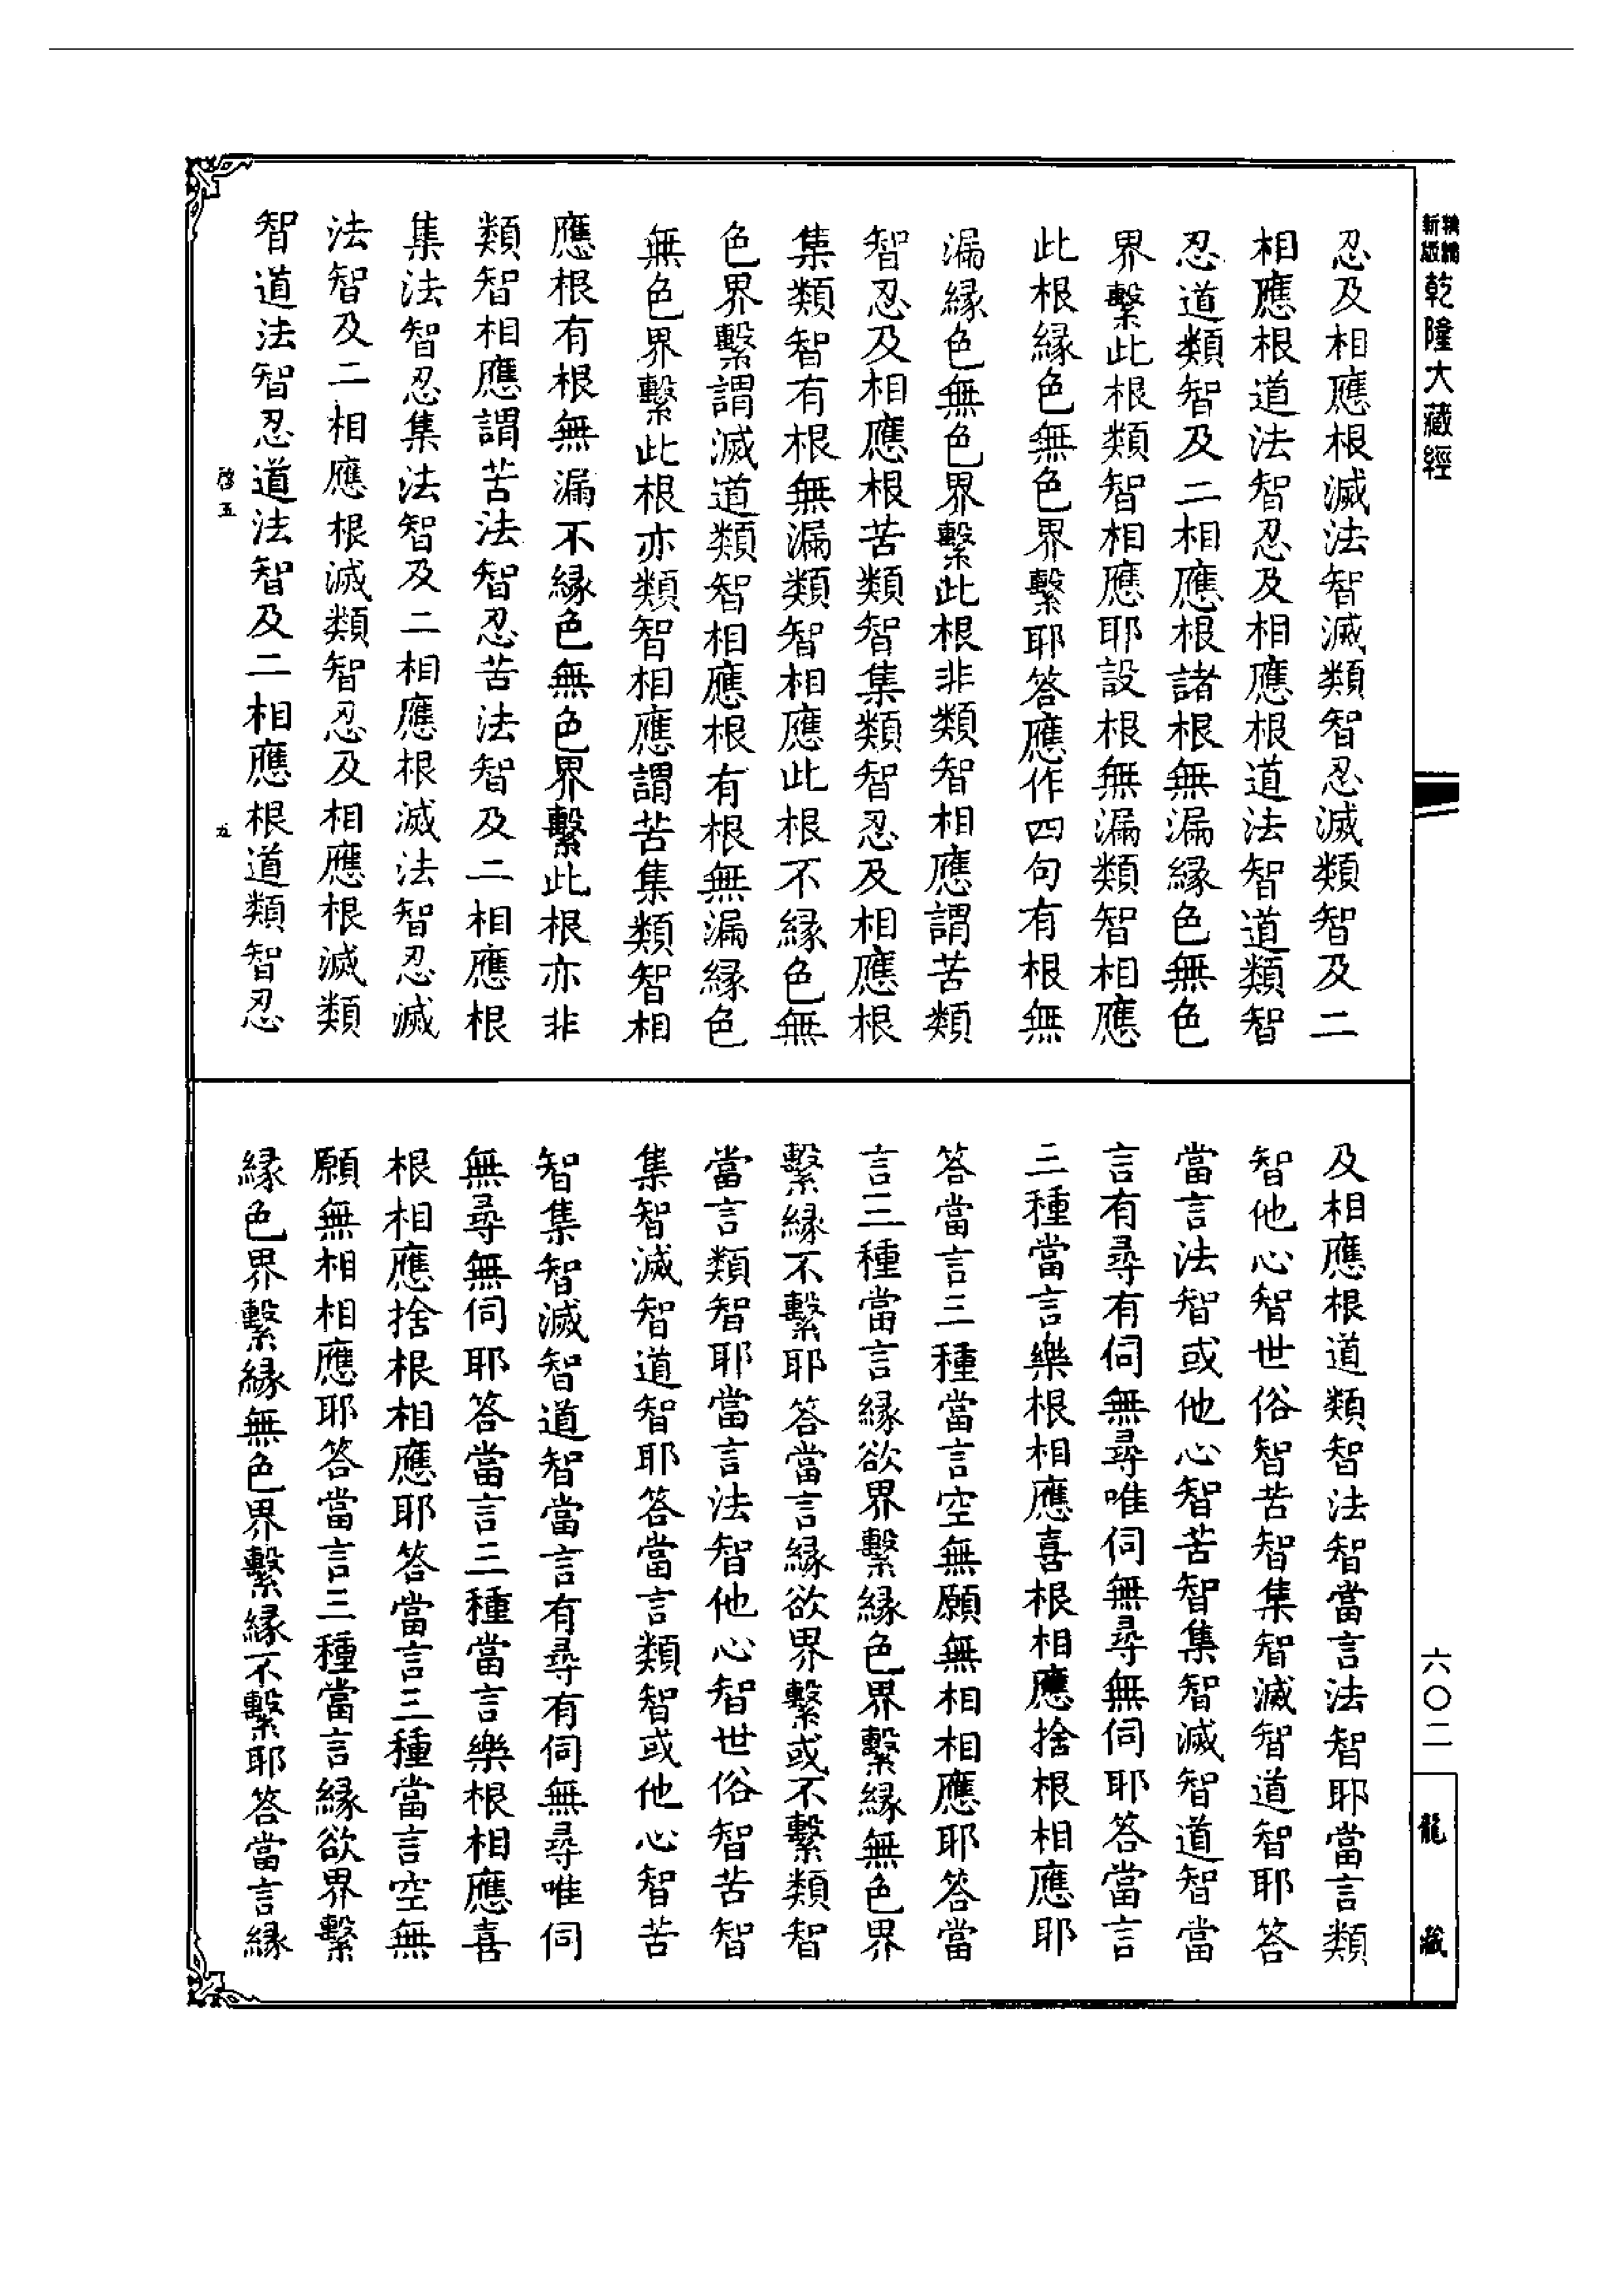 新版
精編
乾隆大藏經
忍及相應根滅法智滅類智忍滅類智及二
相應根道法智忍及相應根道法智道類智
忍道類智及二相應根諸根無漏緣色無色
界繫此根類智相應耶設根無漏類智相應
此根緣色無色界繫耶答應作四句有根無
漏緣色無色界繫此根非類智相應謂苦類
智忍及相應根苦類智集類智忍及相應根
集類智有根無漏類智相應此根不緣色無
色界繫謂滅道類智相應根有根無漏緣色
無色界繫此根亦類智相應謂苦集類智相
應根有根無漏不緣色無色界繫此根亦非
類智相應謂苦法智忍苦法智及二相應根
集法智忍集法智及二相應根滅法智忍滅
法智及二相應根滅類智忍及相應根滅類
智道法智忍道法智及二相應根道類智忍
啓五
五
及相應根道類智法智當言法智耶當言類
智他心智世俗智苦智集智滅智道智耶答
當言法智或他心智苦智集智滅智道智當
言有尋有伺無尋唯伺無尋無伺耶答當言
三種當言樂根相應喜根相應捨根相應耶
答當言三種當言空無願無相相應耶答當
言三種當言緣欲界繫緣色界繫緣無色界
繫緣不繫耶答當言緣欲界繫或不繫類智
當言類智耶當言法智他心智世俗智苦智
集智滅智道智耶答當言類智或他心智苦
智集智滅智道智當言有尋有伺無尋唯伺
無尋無伺耶答當言三種當言樂根相應喜
根相應捨根相應耶答當言三種當言空無
願無相相應耶答當言三種當言緣欲界繫
緣色界繫緣無色界繫緣不繫耶答當言緣
六〇二
龍藏